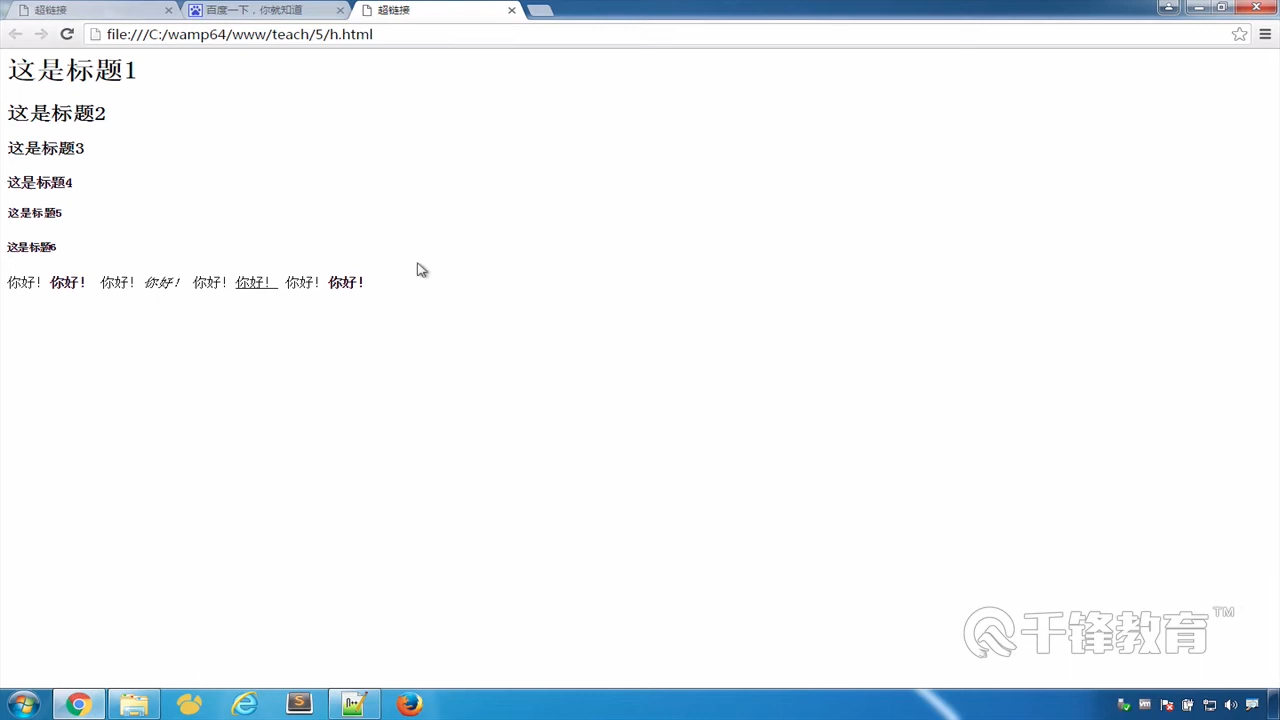 超链接 百度一下，你就知道 超链接
file:///C:/wamp64/www/teach/5/h.html
这是标题1
这是标题2
这是标题3
这是标题4
这是标题5
这是标题6
你好！ 你好！ 你好！ 你好！ 你好！ 你好！ 你好！ 你好！
千锋教育™